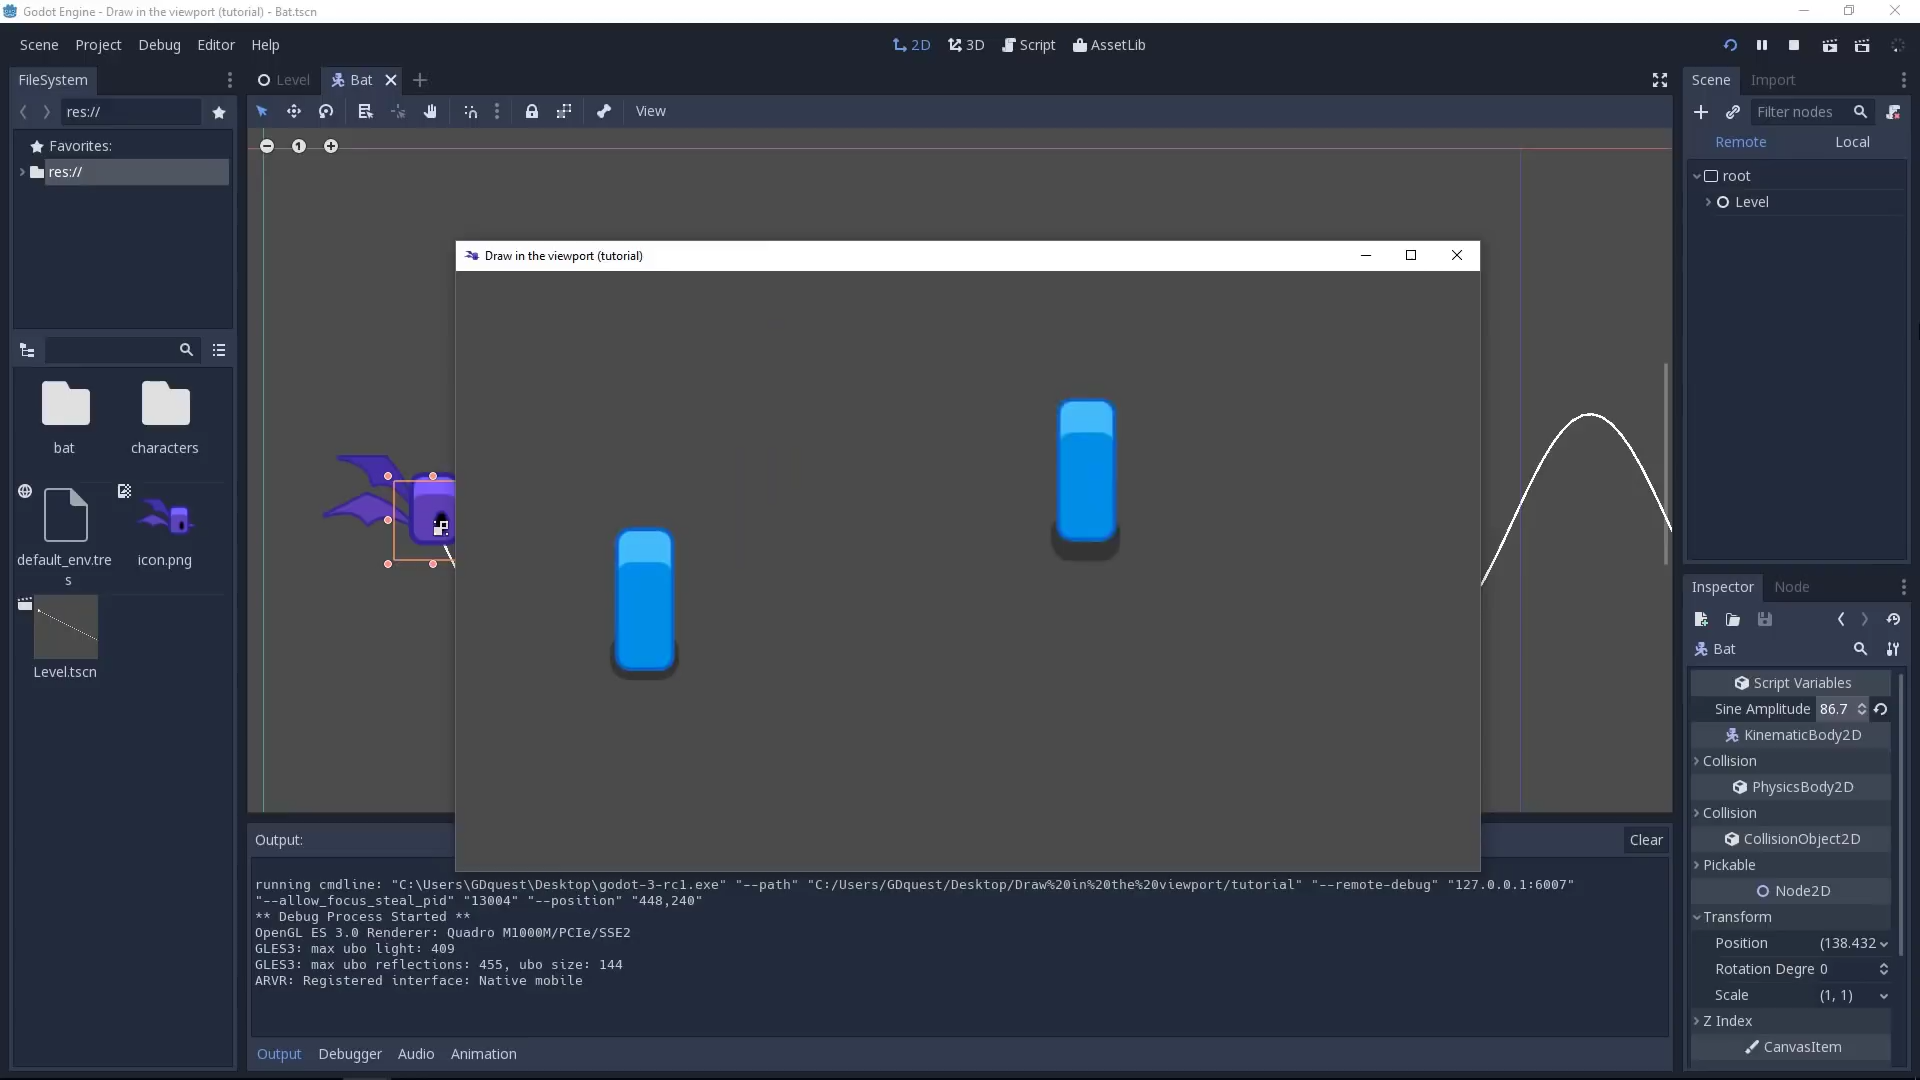 Godot Engine - Draw in the viewport (tutorial) - Bat.tscn
Scene Project Debug Editor Help
2D 3D Script AssetLib
FileSystem
Level Bat
Scene Import
res://
View
Filter nodes
Favorites:
res://
1
Remote Local
root
Level
Draw in the viewport (tutorial)
bat
characters
default_env.tre
s
icon.png
Level.tscn
Inspector Node
Bat
Script Variables
Sine Amplitude 86.7
KinematicBody2D
Collision
PhysicsBody2D
Collision
CollisionObject2D
Pickable
Node2D
Transform
Position (138.432
Rotation Degre 0
Scale (1, 1)
Z Index
CanvasItem
Output:
Clear
running cmdline: "C:\Users\GDquest\Desktop\godot-3-rc1.exe" "--path" "C:/Users/GDquest/Desktop/Draw%20in%20the%20viewport/tutorial" "--remote-debug" "127.0.0.1:6007"
"--allow_focus_steal_pid" "13004" "--position" "448,240"
** Debug Process Started **
OpenGL ES 3.0 Renderer: Quadro M1000M/PCIe/SSE2
GLES3: max ubo light: 409
GLES3: max ubo reflections: 455, ubo size: 144
ARVR: Registered interface: Native mobile
Output Debugger Audio Animation